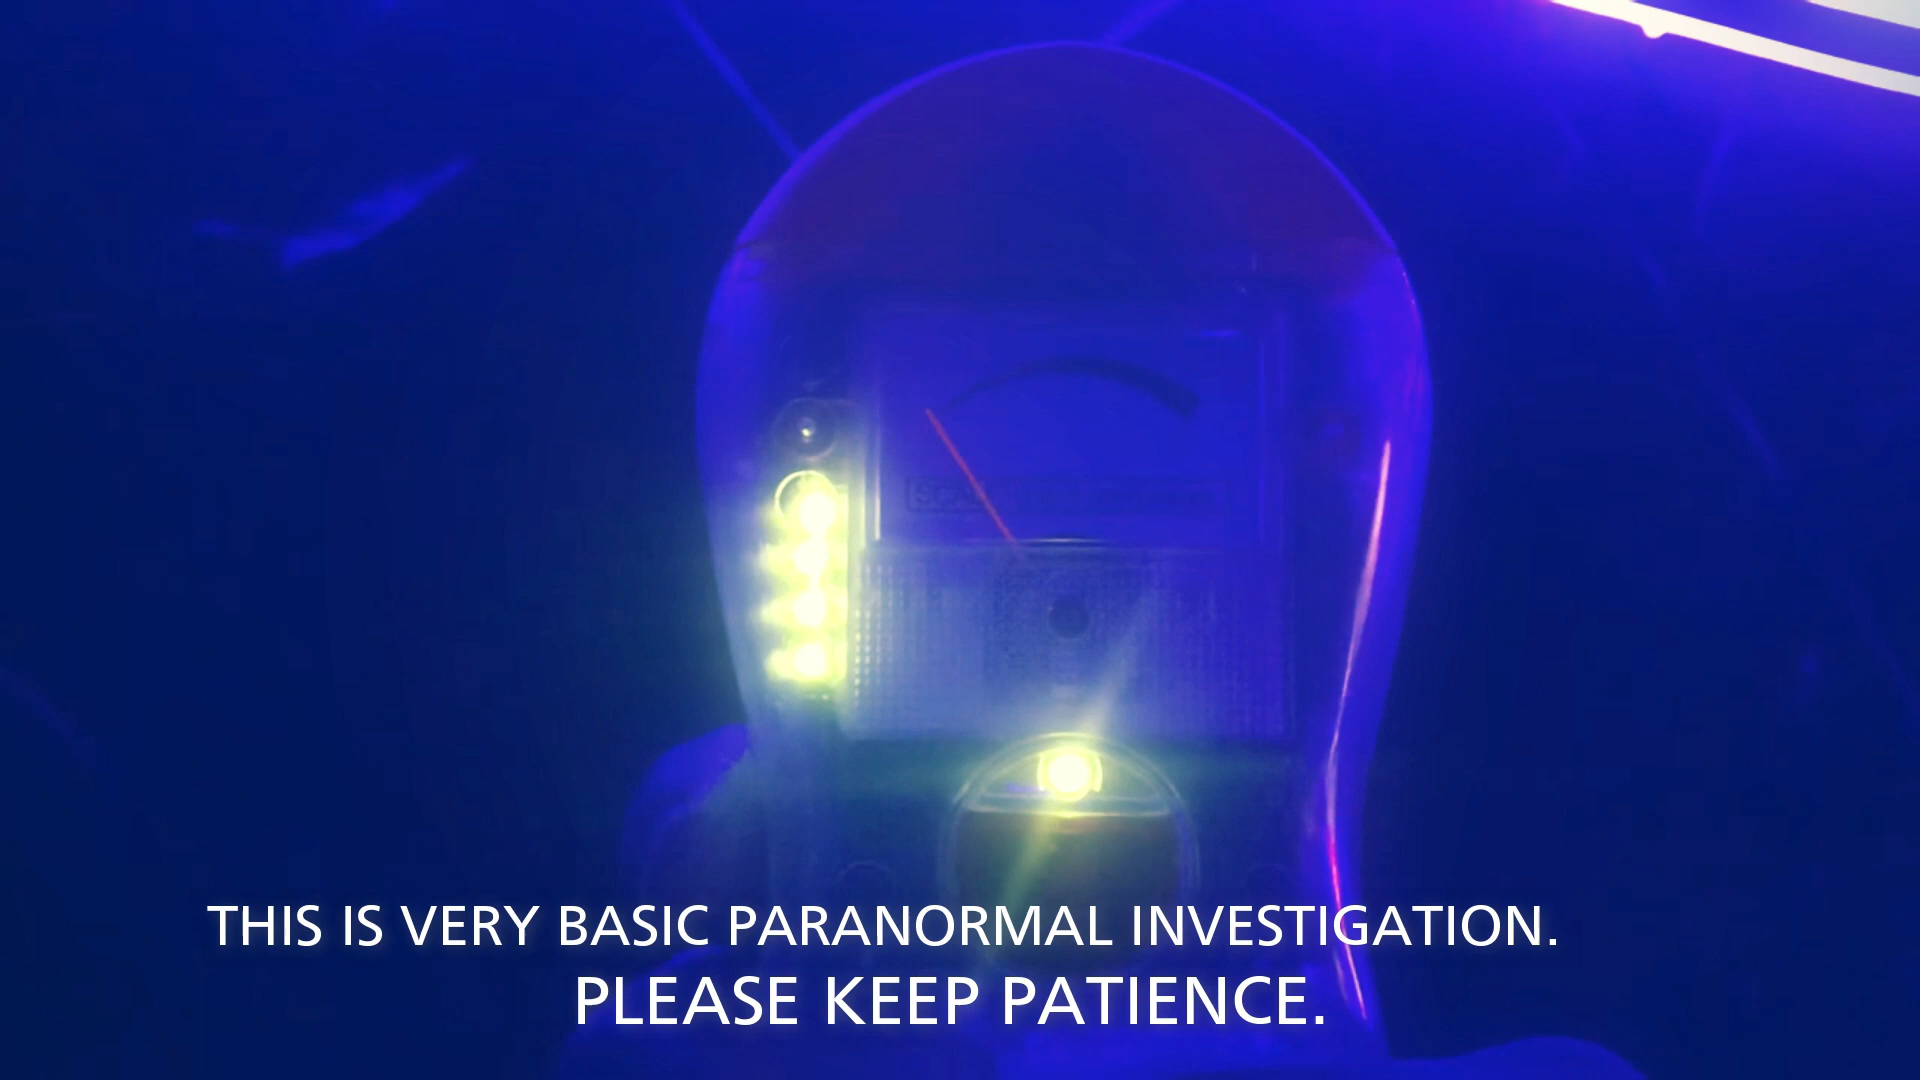 THIS IS VERY BASIC PARANORMAL INVESTIGATION.
PLEASE KEEP PATIENCE.